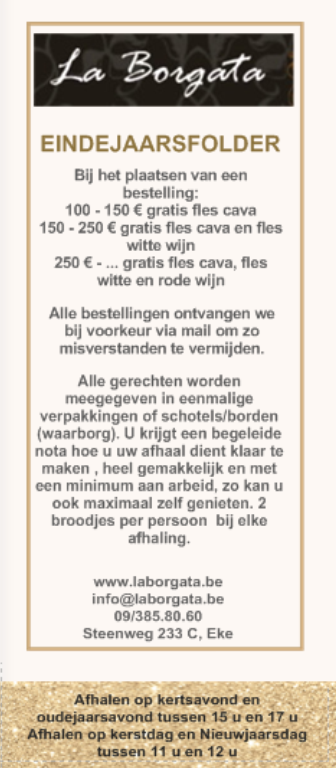 La Borgata
EINDEJAARSFOLDER
Bij het plaatsen van een
bestelling:
100 - 150 € gratis fles cava
150 - 250 € gratis fles cava en fles
witte wijn
250 € - ... gratis fles cava, fles
witte en rode wijn
Alle bestellingen ontvangen we
bij voorkeur via mail om zo
misverstanden te vermijden.
Alle gerechten worden
meegegeven in eenmalige
verpakkingen of schotels/borden
(waarborg). U krijgt een begeleide
nota hoe u uw afhaal dient klaar te
maken , heel gemakkelijk en met
een minimum aan arbeid, zo kan u
ook maximaal zelf genieten. 2
broodjes per persoon bij elke
afhaling.
www.laborgata.be
info@laborgata.be
09/385.80.60
Steenweg 233 C, Eke
Afhalen op kertsavond en
oudejaarsavond tussen 15 u en 17 u
Afhalen op kerstdag en Nieuwjaarsdag
tussen 11 u en 12 u